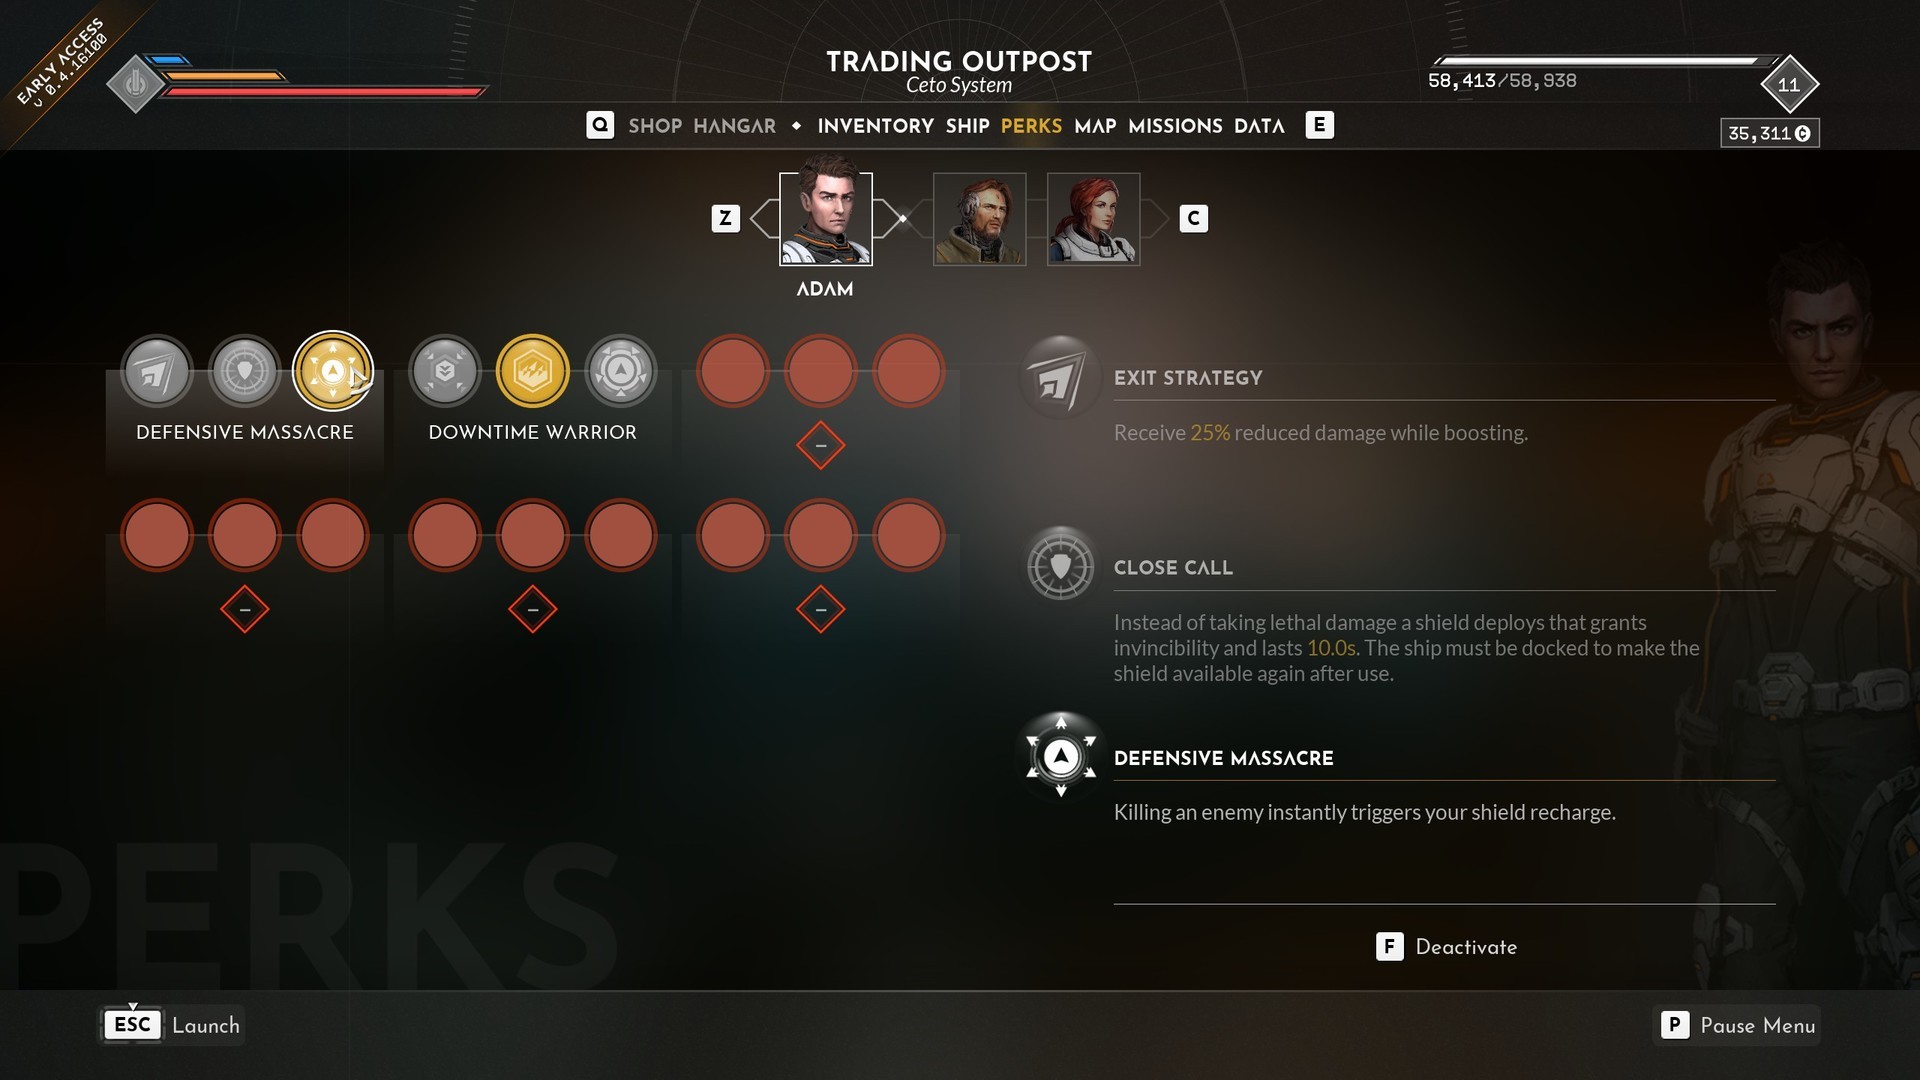 EARLY ACCESS
v 0.4.16100
TRADING OUTPOST
Ceto System
58,413/58,938
11
35,311
Q SHOP HANGAR INVENTORY SHIP PERKS MAP MISSIONS DATA E
Z
C
ADAM
DEFENSIVE MASSACRE
DOWNTIME WARRIOR
EXIT STRATEGY
Receive 25% reduced damage while boosting.
CLOSE CALL
Instead of taking lethal damage a shield deploys that grants
invincibility and lasts 10.0s. The ship must be docked to make the
shield available again after use.
DEFENSIVE MASSACRE
Killing an enemy instantly triggers your shield recharge.
F Deactivate
PERKS
ESC Launch
P Pause Menu